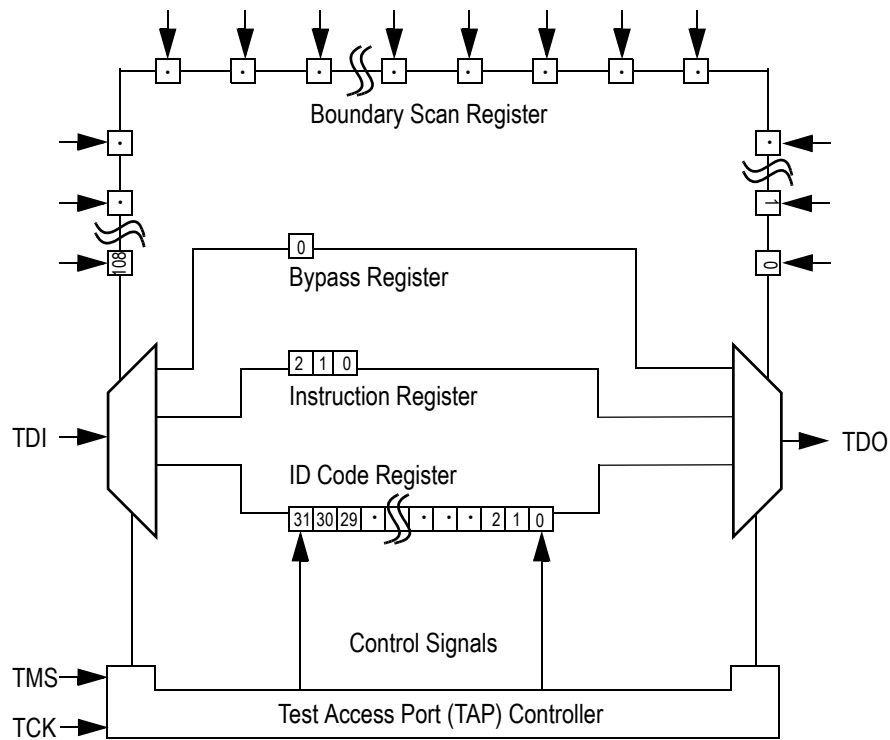 Boundary Scan Register
1
108
0
0
Bypass Register
2 1 0
Instruction Register
TDI
TDO
ID Code Register
31 30 29 · · · · 2 1 0
Control Signals
TMS
Test Access Port (TAP) Controller
TCK